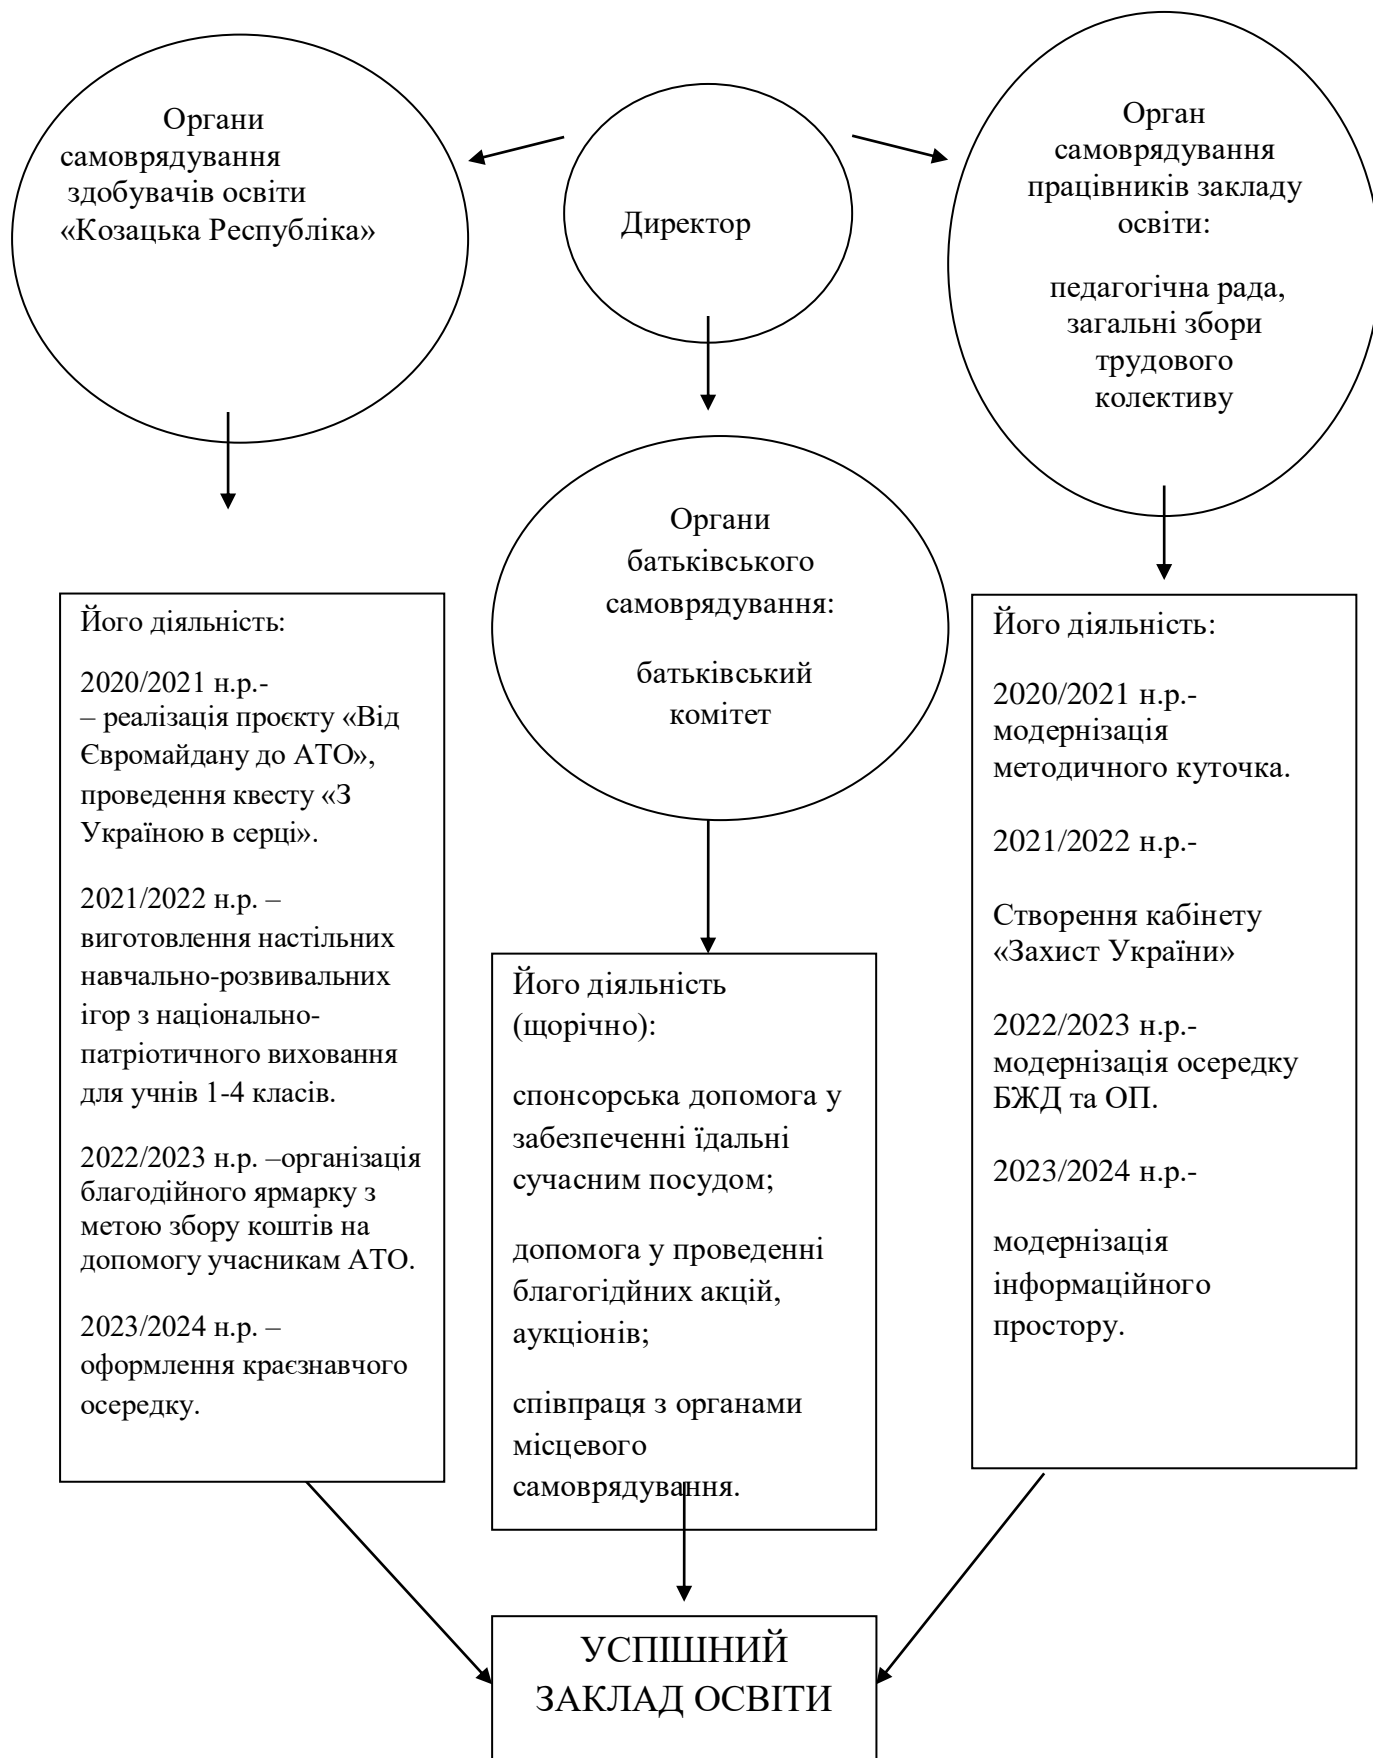 Органи
самоврядування
здобувачів освіти
«Козацька Республіка»
Директор
Орган
самоврядування
працівників закладу
освіти:
педагогічна рада,
загальні збори
трудового
колективу
Органи
батьківського
самоврядування:
батьківський
комітет
Його діяльність:
2020/2021 н.р.-
– реалізація проєкту «Від
Євромайдану до АТО»,
проведення квесту «З
Україною в серці».
2021/2022 н.р. –
виготовлення настільних
навчально-розвивальних
ігор з національно-
патріотичного виховання
для учнів 1-4 класів.
2022/2023 н.р. –організація
благодійного ярмарку з
метою збору коштів на
допомогу учасникам АТО.
2023/2024 н.р. –
оформлення краєзнавчого
осередку.
Його діяльність
(щорічно):
спонсорська допомога у
забезпеченні їдальні
сучасним посудом;
допомога у проведенні
благогідйних акцій,
аукціонів;
співпраця з органами
місцевого
самоврядування.
Його діяльність:
2020/2021 н.р.-
модернізація
методичного куточка.
2021/2022 н.р.-
Створення кабінету
«Захист України»
2022/2023 н.р.-
модернізація осередку
БЖД та ОП.
2023/2024 н.р.-
модернізація
інформаційного
простору.
УСПІШНИЙ
ЗАКЛАД ОСВІТИ